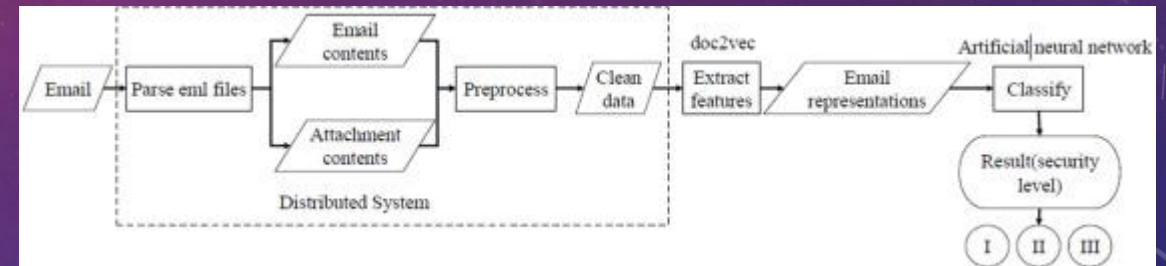 Email
Parse eml files
Email
contents
Attachment
contents
Distributed System
Preprocess
Clean
data
doc2vec
Extract
features
Email
representations
Artificial neural network
Classify
Result(security
level)
I
II
III